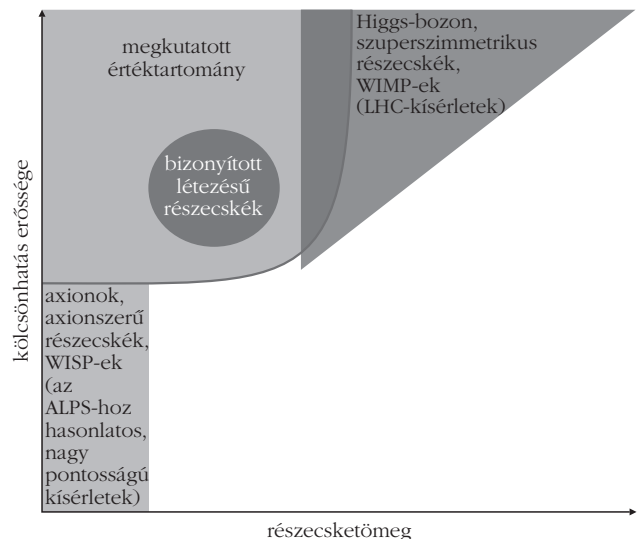 megkutatott
értéktartomány
Higgs-bozon,
szuperszimmetrikus
részecskék,
WIMP-ek
(LHC-kísérletek)
bizonyított
létezésű
részecskék
kölcsönhatás erőssége
axionok,
axionszerű
részecskék,
WISP-ek
(az
ALPS-hoz
hasonlatos,
nagy
pontosságú
kísérletek)
részecsketömeg